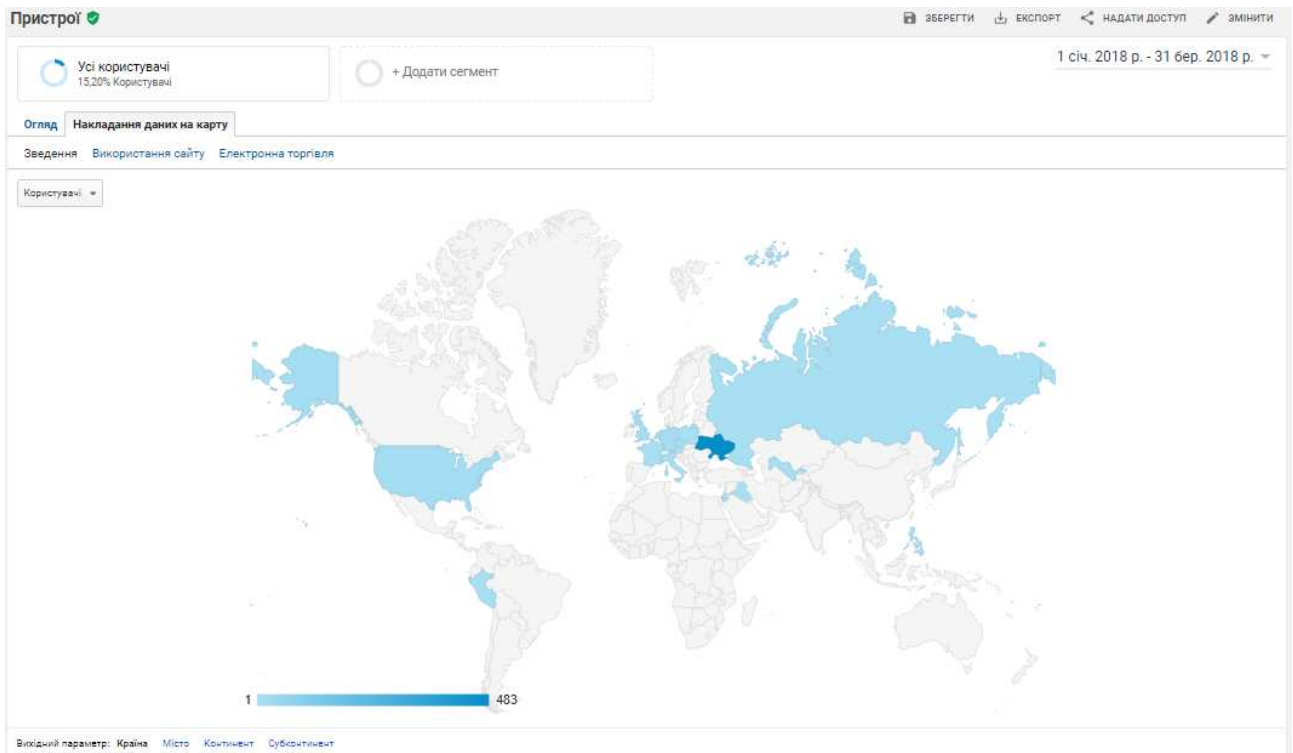 Пристрої
ЗБЕРЕГТИ ЕКСПОРТ НАДАТИ ДОСТУП ЗМІНИТИ
Усі користувачі
15,20% Користувачі
+ Додати сегмент
1 січ. 2018 р. - 31 бер. 2018 р.
Огляд Накладання даних на карту
Зведення Використання сайту Електронна торгівля
Користувачі
1 483
Вихідний параметр: Країна Місто Континент Субконтинент